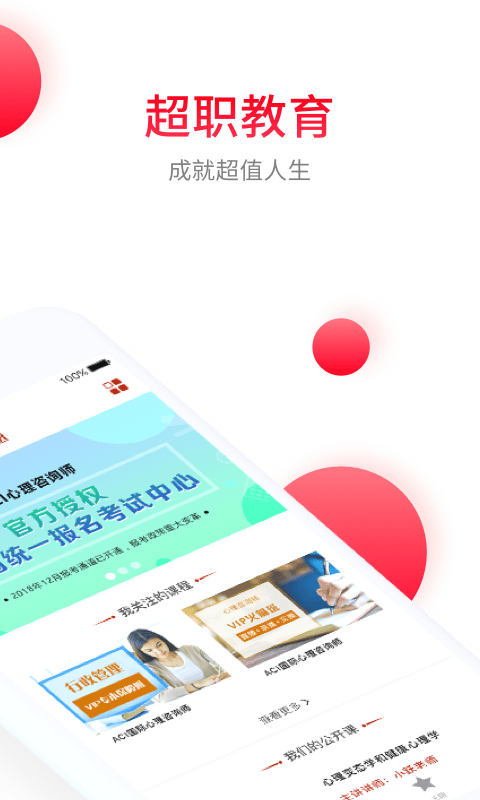 超职教育
成就超值人生
100%
CI心理咨询师
官方授权
统一报名考试中心
2018年12月报考通道已开通，报考政策重大变革
我关注的课程
行政管理
ACI国际心理咨询师
心理咨询师
VIP火箭班
ACI国际心理咨询师
查看更多 >
我们的公开课
心理变态学和健康心理学
主讲讲师：小跃老师